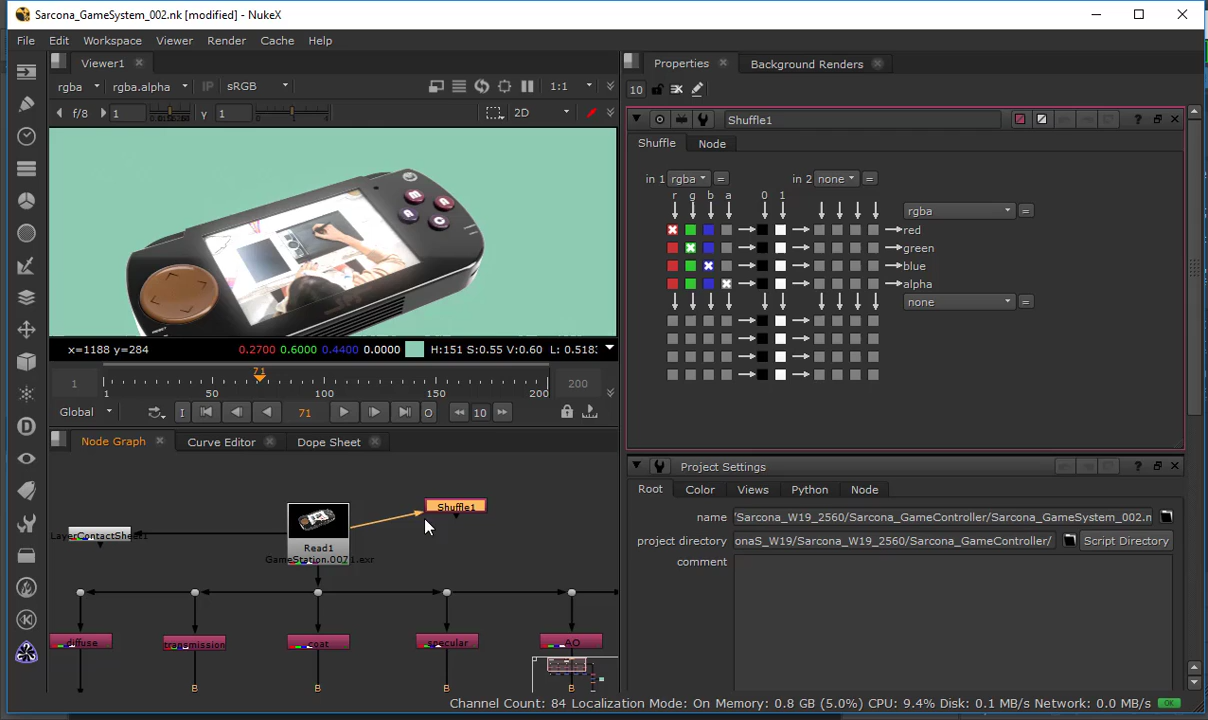 Sarcona_GameSystem_002.nk [modified] - NukeX
File Edit Workspace Viewer Render Cache Help
Viewer1
rgba rgba.alpha IP sRGB 1:1
f/8 1 γ 1 2D
x=1188 y=284 0.2700 0.6000 0.4400 0.0000 H:151 S:0.55 V:0.60 L: 0.518
1 71 200
1 50 100 150 200
Global I 71 O 10
Node Graph Curve Editor Dope Sheet
Shuffle1
LayerContactSheet1
Read1
GameStation.0071.exr
diffuse transmission coat specular AO
B B B B
Properties Background Renders
10
Shuffle1 ?
Shuffle Node
in 1 rgba = in 2 none =
r g b a 0 1
rgba =
red
green
blue
alpha
none =
Project Settings ?
Root Color Views Python Node
name 'Sarcona_W19_2560/Sarcona_GameController/Sarcona_GameSystem_002.n
project directory onaS_W19/Sarcona_W19_2560/Sarcona_GameController/ Script Directory
comment
Channel Count: 84 Localization Mode: On Memory: 0.8 GB (5.0%) CPU: 9.4% Disk: 0.1 MB/s Network: 0.0 MB/s OK